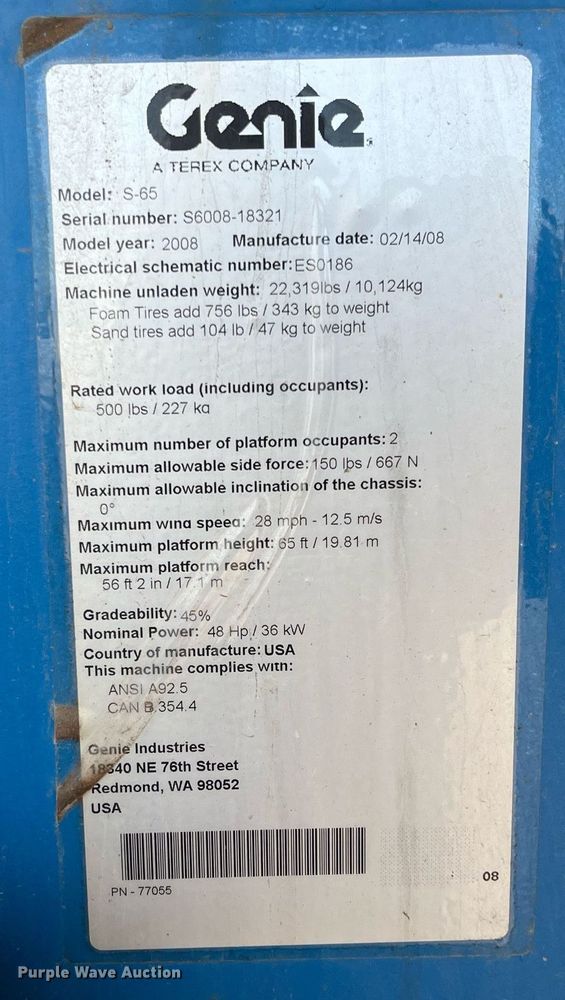 Genie
A TEREX COMPANY
Model: S-65
Serial number: S6008-18321
Model year: 2008 Manufacture date: 02/14/08
Electrical schematic number: ES0186
Machine unladen weight: 22,319lbs / 10,124kg
Foam Tires add 756 lbs / 343 kg to weight
Sand tires add 104 lb / 47 kg to weight
Rated work load (including occupants):
500 lbs / 227 kg
Maximum number of platform occupants: 2
Maximum allowable side force: 150 lbs / 667 N
Maximum allowable inclination of the chassis:
0°
Maximum wind speed: 28 mph - 12.5 m/s
Maximum platform height: 65 ft / 19.81 m
Maximum platform reach:
56 ft 2 in / 17.1 m
Gradeability: 45%
Nominal Power: 48 Hp / 36 kW
Country of manufacture: USA
This machine complies with:
ANSI A92.5
CAN B.354.4
Genie Industries
18340 NE 76th Street
Redmond, WA 98052
USA
PN - 77055
08
Purple Wave Auction